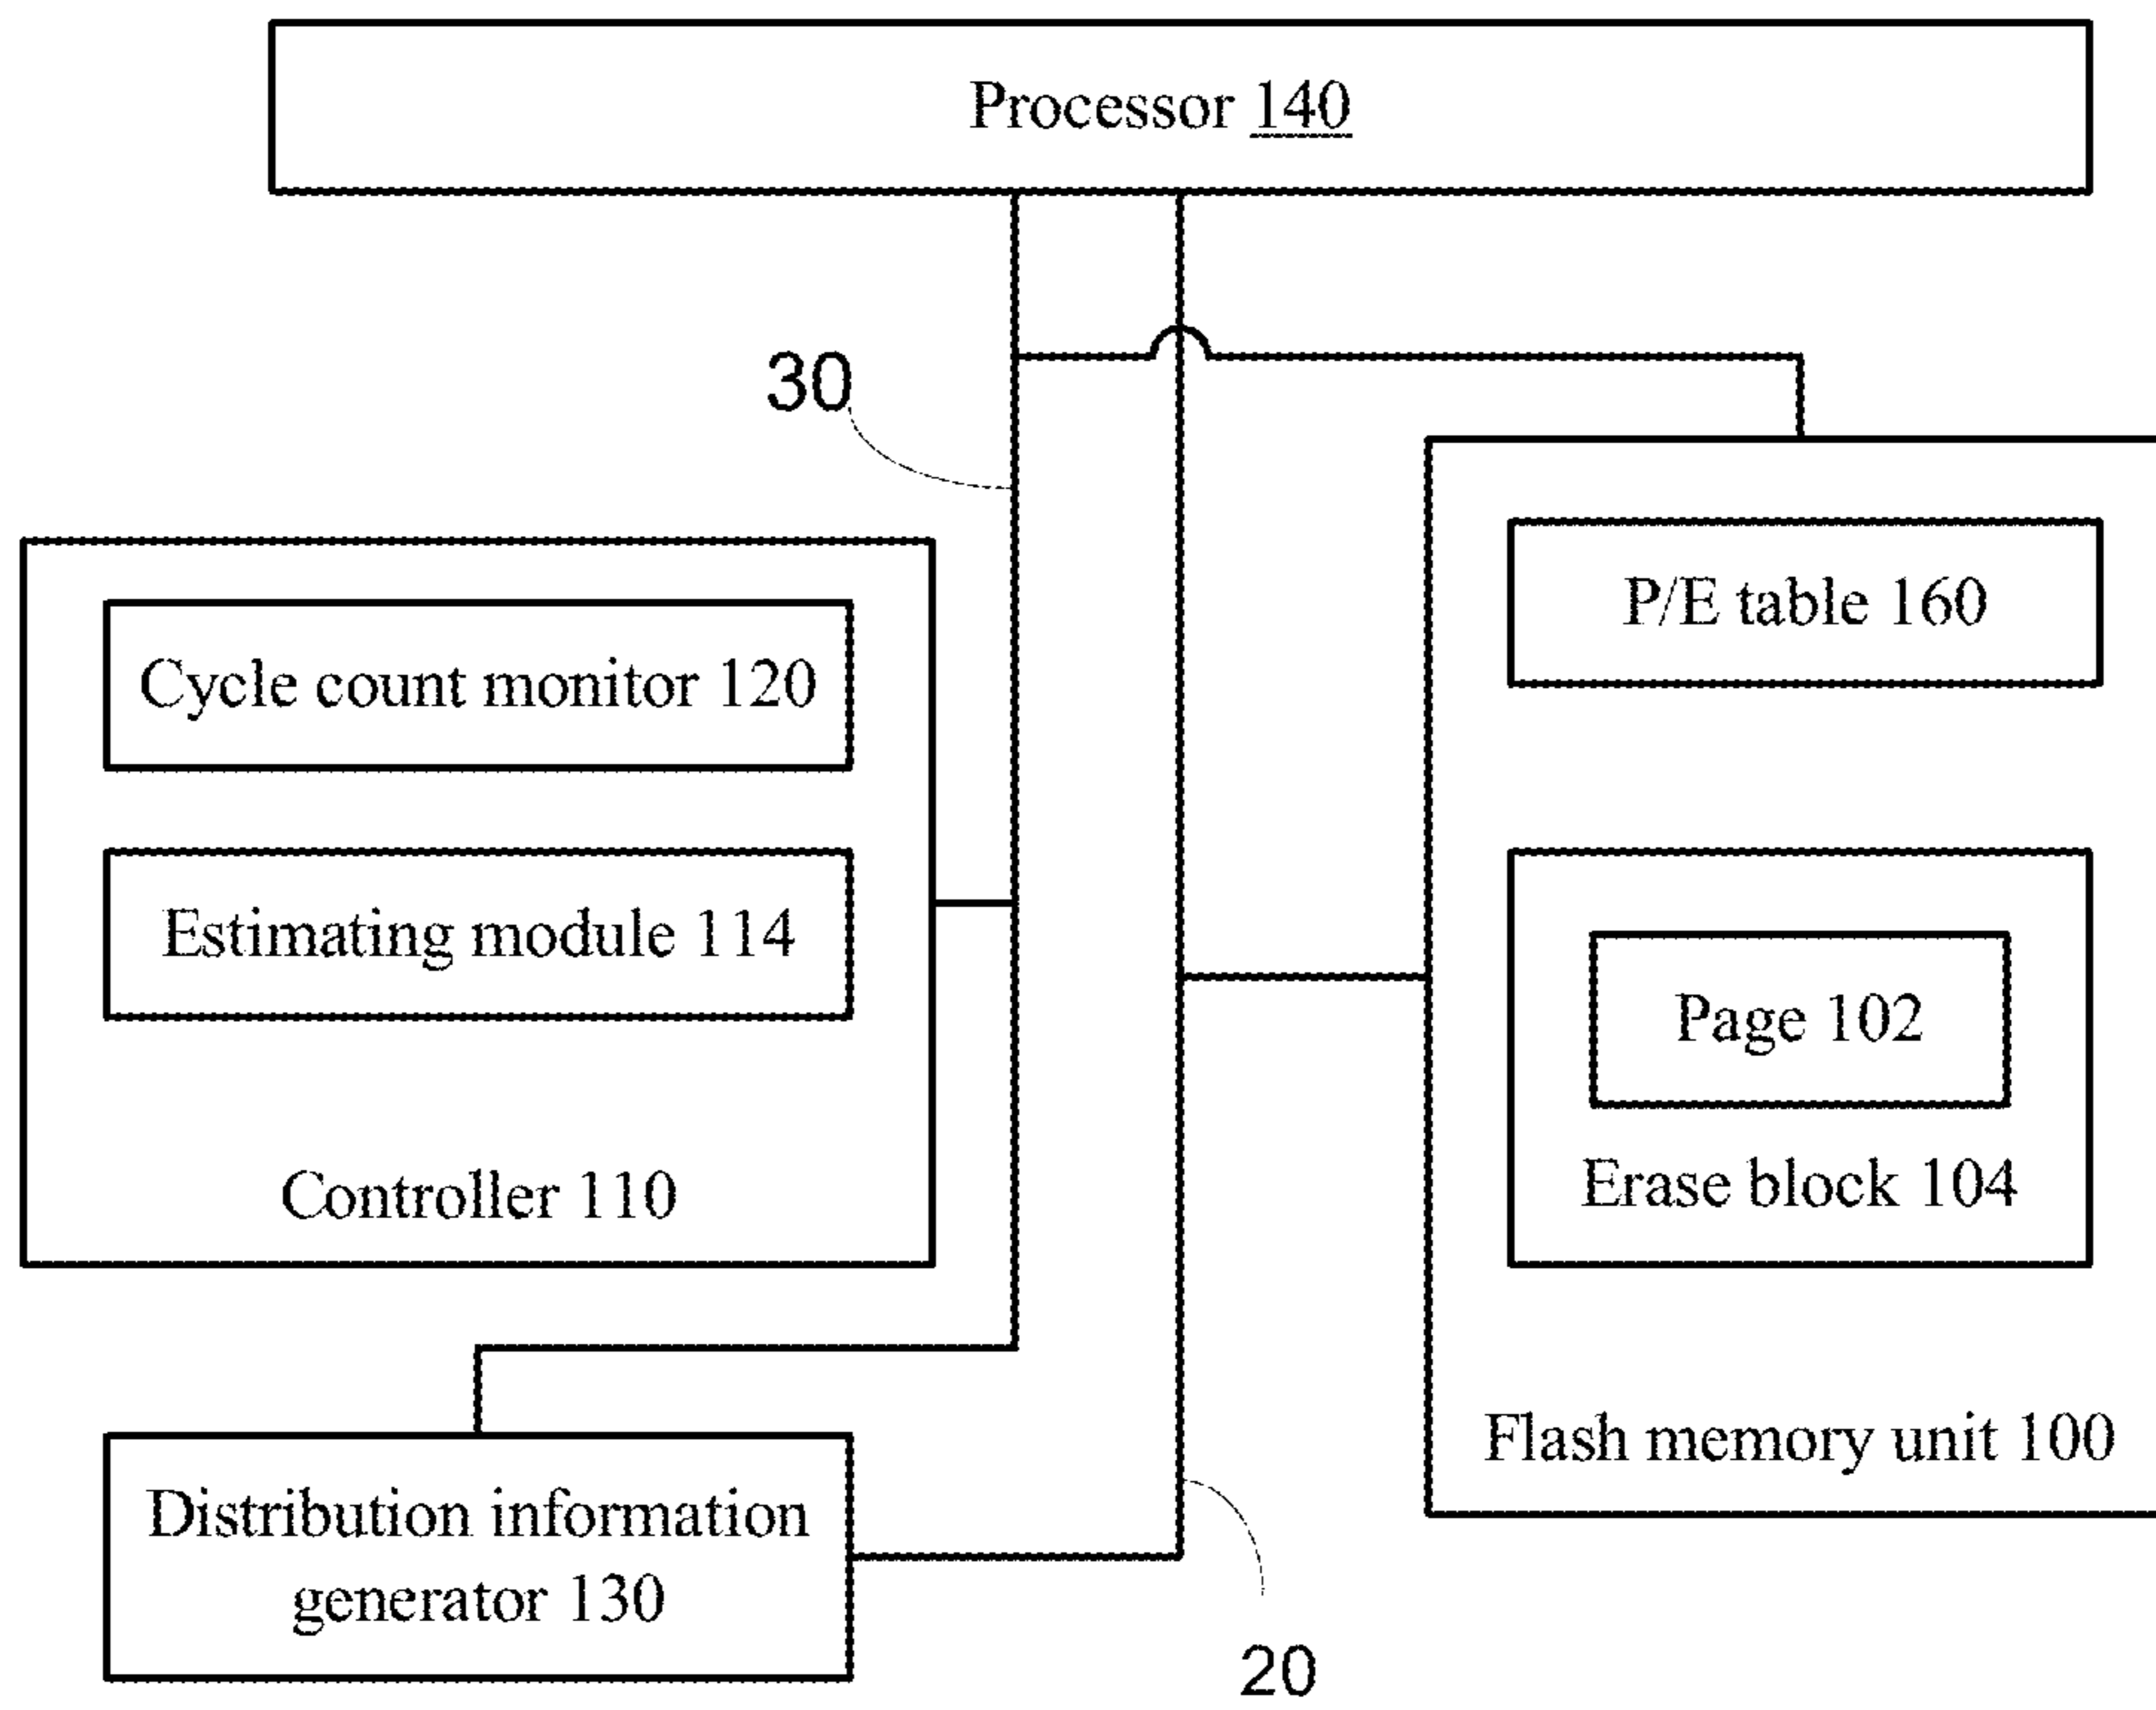 Processor 140
30
P/E table 160
Cycle count monitor 120
Estimating module 114
Page 102
Erase block 104
Controller 110
Flash memory unit 100
Distribution information
generator 130
20